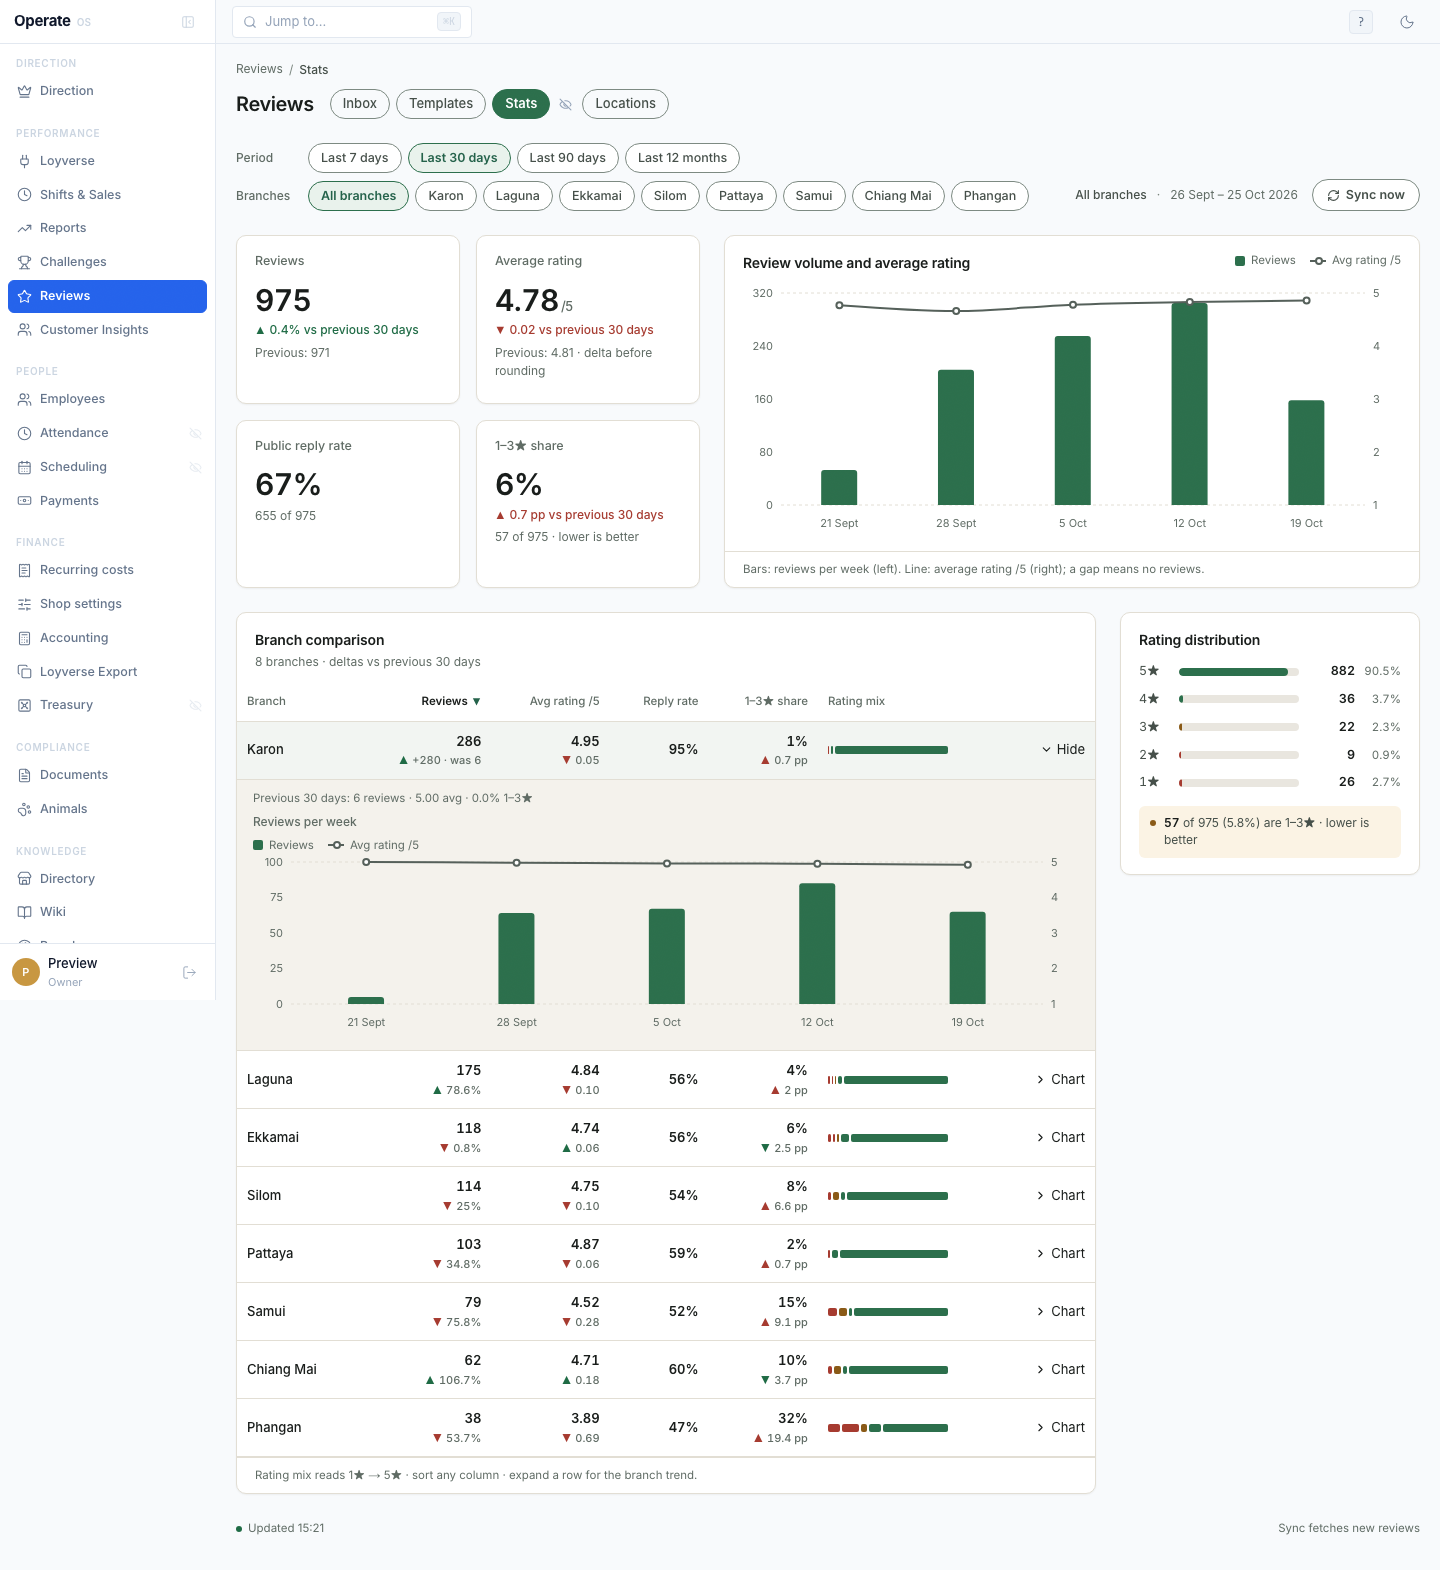 Operate OS
Jump to...
⌘K
?
DIRECTION
Direction
PERFORMANCE
Loyverse
Shifts & Sales
Reports
Challenges
Reviews
Customer Insights
PEOPLE
Employees
Attendance
Scheduling
Payments
FINANCE
Recurring costs
Shop settings
Accounting
Loyverse Export
Treasury
COMPLIANCE
Documents
Animals
KNOWLEDGE
Directory
Wiki
P
Preview
Owner
Reviews / Stats
Reviews
Inbox
Templates
Stats
Locations
Period
Last 7 days
Last 30 days
Last 90 days
Last 12 months
Branches
All branches
Karon
Laguna
Ekkamai
Silom
Pattaya
Samui
Chiang Mai
Phangan
All branches · 26 Sept – 25 Oct 2026
Sync now
Reviews
975
▲ 0.4% vs previous 30 days
Previous: 971
Average rating
4.78 /5
▼ 0.02 vs previous 30 days
Previous: 4.81 · delta before
rounding
Public reply rate
67%
655 of 975
1–3★ share
6%
▲ 0.7 pp vs previous 30 days
57 of 975 · lower is better
Review volume and average rating
Reviews
Avg rating /5
320
240
160
80
0
5
4
3
2
1
21 Sept
28 Sept
5 Oct
12 Oct
19 Oct
Bars: reviews per week (left). Line: average rating /5 (right); a gap means no reviews.
Branch comparison
8 branches · deltas vs previous 30 days
Branch Reviews ▼ Avg rating /5 Reply rate 1–3★ share Rating mix
Karon 286 4.95 95% 1% Hide
▲ +280 · was 6 ▼ 0.05 ▲ 0.7 pp
Previous 30 days: 6 reviews · 5.00 avg · 0.0% 1–3★
Reviews per week
Reviews
Avg rating /5
100
75
50
25
0
5
4
3
2
1
21 Sept
28 Sept
5 Oct
12 Oct
19 Oct
Laguna 175 4.84 56% 4% Chart
▲ 78.6% ▼ 0.10 ▲ 2 pp
Ekkamai 118 4.74 56% 6% Chart
▼ 0.8% ▲ 0.06 ▼ 2.5 pp
Silom 114 4.75 54% 8% Chart
▼ 25% ▼ 0.10 ▲ 6.6 pp
Pattaya 103 4.87 59% 2% Chart
▼ 34.8% ▼ 0.06 ▲ 0.7 pp
Samui 79 4.52 52% 15% Chart
▼ 75.8% ▼ 0.28 ▲ 9.1 pp
Chiang Mai 62 4.71 60% 10% Chart
▲ 106.7% ▲ 0.18 ▼ 3.7 pp
Phangan 38 3.89 47% 32% Chart
▼ 53.7% ▼ 0.69 ▲ 19.4 pp
Rating mix reads 1★ → 5★ · sort any column · expand a row for the branch trend.
Rating distribution
5★ 882 90.5%
4★ 36 3.7%
3★ 22 2.3%
2★ 9 0.9%
1★ 26 2.7%
57 of 975 (5.8%) are 1–3★ · lower is
better
Updated 15:21
Sync fetches new reviews